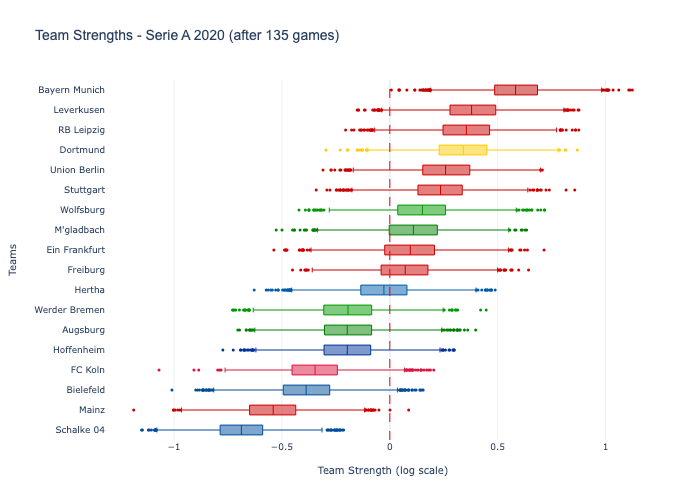 Team Strengths - Serie A 2020 (after 135 games)
Bayern Munich
Leverkusen
RB Leipzig
Dortmund
Union Berlin
Stuttgart
Wolfsburg
M'gladbach
Ein Frankfurt
Freiburg
Hertha
Werder Bremen
Augsburg
Hoffenheim
FC Koln
Bielefeld
Mainz
Schalke 04
Teams
−1 −0.5 0 0.5 1
Team Strength (log scale)